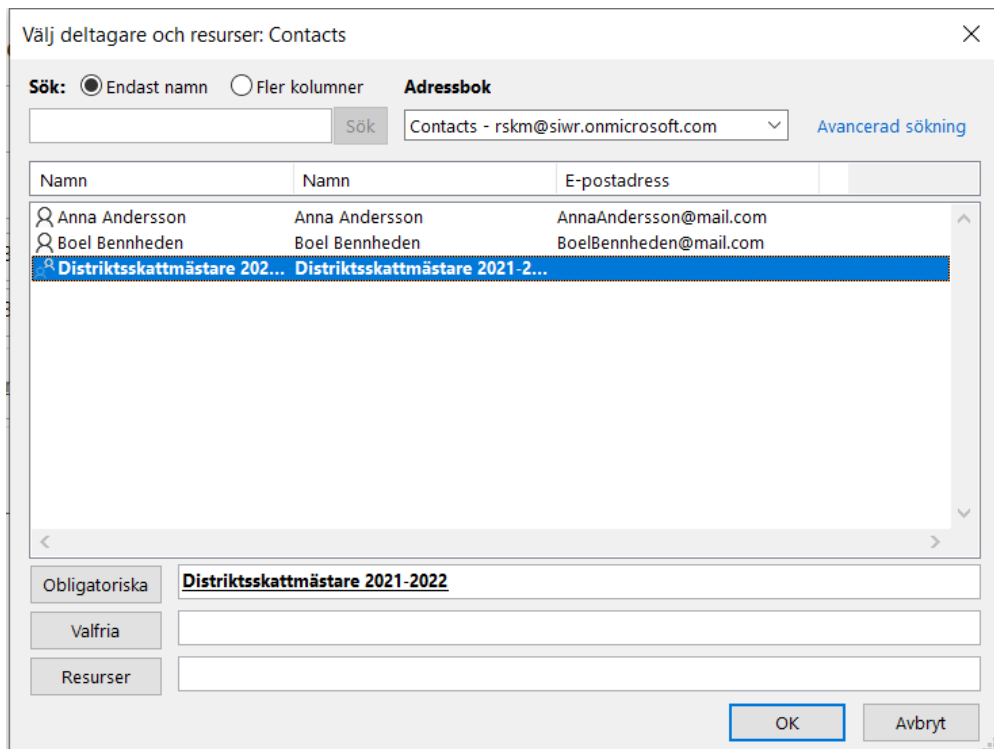 Välj deltagare och resurser: Contacts
Sök: Endast namn Fler kolumner Adressbok
Sök Contacts - rskm@siwr.onmicrosoft.com Avancerad sökning
Namn Namn E-postadress
Anna Andersson Anna Andersson AnnaAndersson@mail.com
Boel Bennheden Boel Bennheden BoelBennheden@mail.com
Distriktsskattmästare 202... Distriktsskattmästare 2021-2...
Obligatoriska Distriktsskattmästare 2021-2022
Valfria
Resurser
OK Avbryt